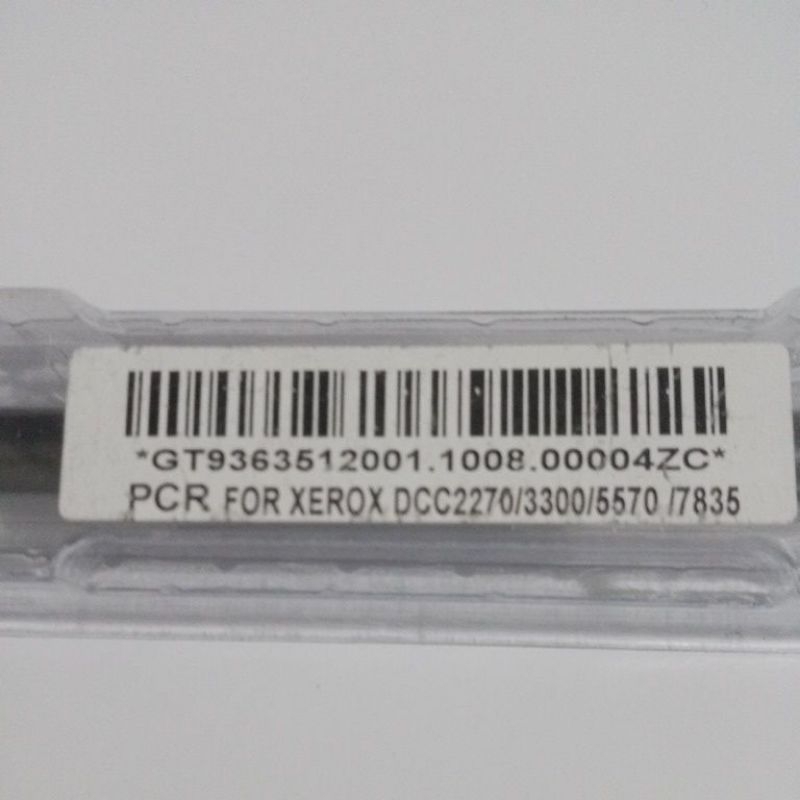 *GT9363512001.1008.00004ZC*
PCR FOR XEROX DCC2270/3300/5570 /7835